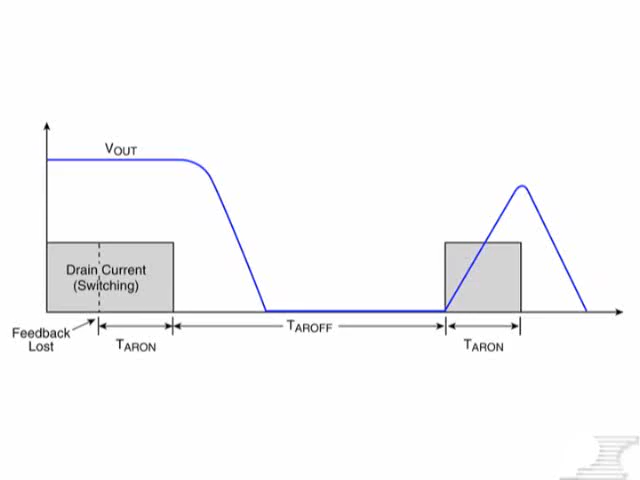 VOUT
Drain Current
(Switching)
Feedback
Lost
TARON
TAROFF
TARON